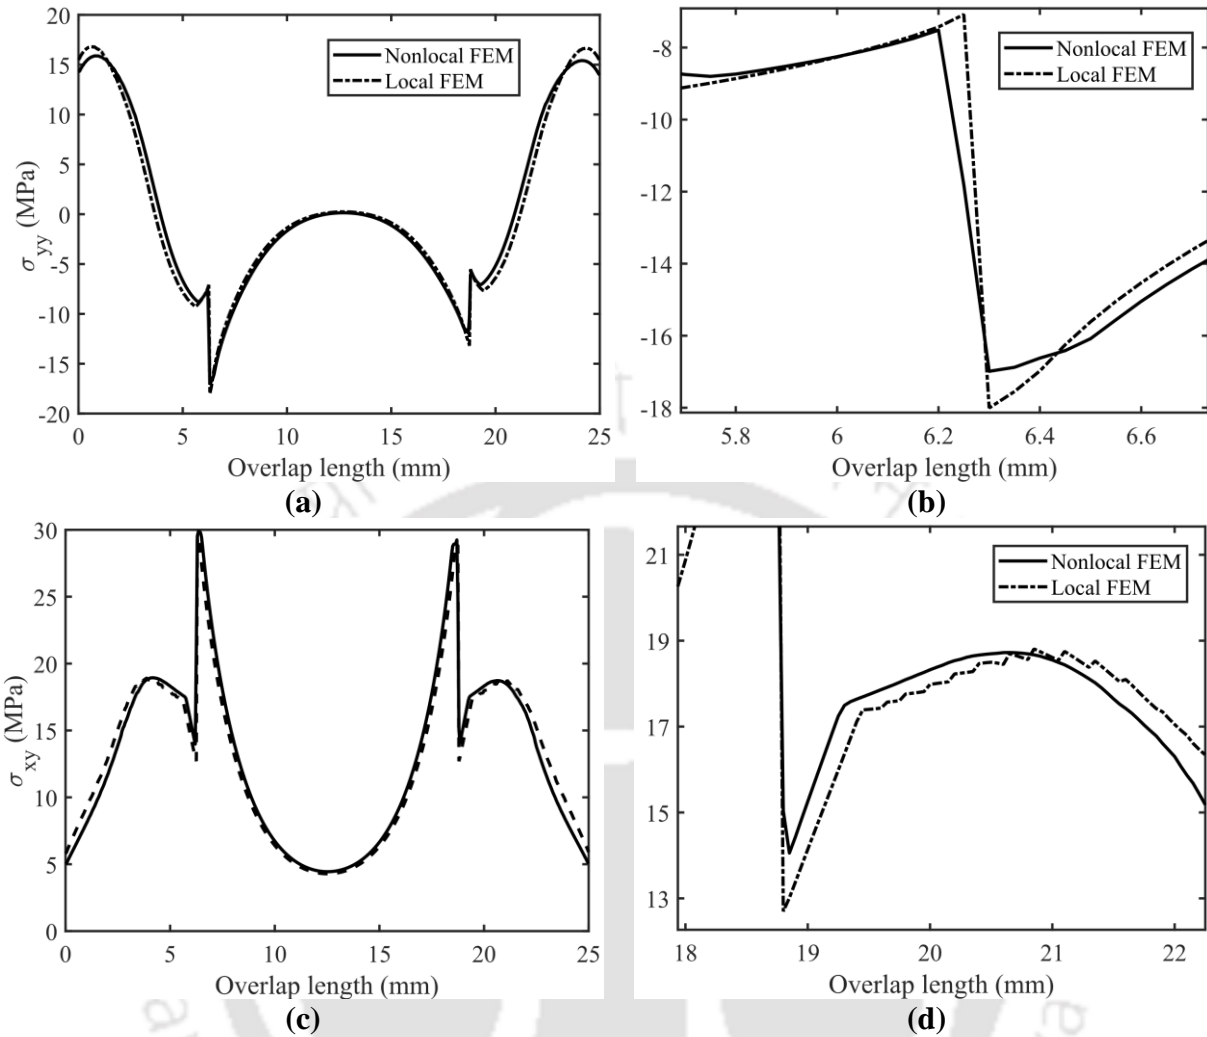 20
15
10
5
0
-5
-10
-15
-20
σyy (MPa)
Nonlocal FEM
Local FEM
0 5 10 15 20 25
Overlap length (mm)
(a)
-8
-10
-12
-14
-16
-18
Nonlocal FEM
Local FEM
5.8 6 6.2 6.4 6.6
Overlap length (mm)
(b)
30
25
20
15
10
5
0
σxy (MPa)
0 5 10 15 20 25
Overlap length (mm)
(c)
21
19
17
15
13
Nonlocal FEM
Local FEM
18 19 20 21 22
Overlap length (mm)
(d)